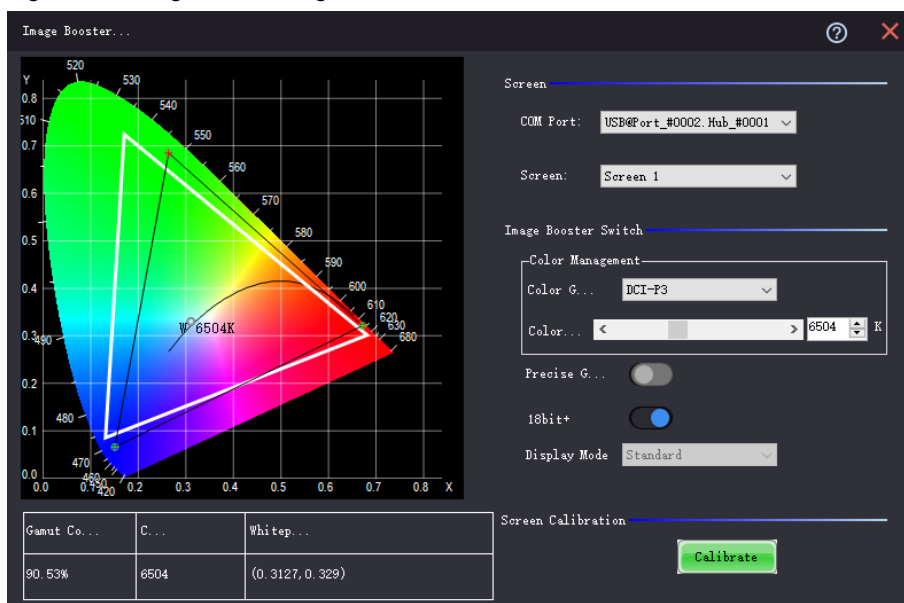 Image Booster...
Y
520
530
540
550
560
570
580
590
600
610
620
630
680
510
490
480
470
460
450
420
0.8
0.7
0.6
0.5
0.4
0.3
0.2
0.1
0.0
W 6504K
0.0 0.1 0.2 0.3 0.4 0.5 0.6 0.7 0.8 X
Gamut Co... C... Whitep...
90.53% 6504 (0.3127,0.329)
Screen
COM Port: USB@Port_#0002.Hub_#0001
Screen: Screen 1
Image Booster Switch
Color Management
Color G... DCI-P3
Color... 6504 K
Precise G...
18bit+
Display Mode Standard
Screen Calibration
Calibrate